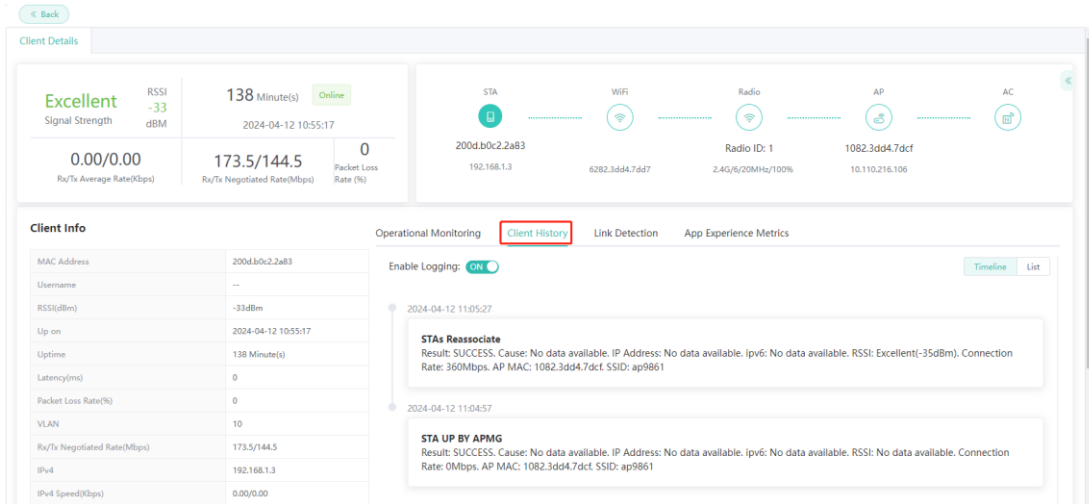 « Back
Client Details
Excellent
Signal Strength
RSSI
-33
dBM
138 Minute(s) Online
2024-04-12 10:55:17
0.00/0.00
Rx/Tx Average Rate(Kbps)
173.5/144.5
Rx/Tx Negotiated Rate(Mbps)
0
Packet Loss
Rate (%)
STA
WiFi
Radio
AP
AC
200d.b0c2.2a83
192.168.1.3
6282.3dd4.7dd7
Radio ID: 1
2.4G/6/20MHz/100%
1082.3dd4.7dcf
10.110.216.106
Client Info
MAC Address 200d.b0c2.2a83
Username --
RSSI(dBm) -33dBm
Up on 2024-04-12 10:55:17
Uptime 138 Minute(s)
Latency(ms) 0
Packet Loss Rate(%) 0
VLAN 10
Rx/Tx Negotiated Rate(Mbps) 173.5/144.5
IPv4 192.168.1.3
IPv4 Speed(Kbps) 0.00/0.00
Operational Monitoring Client History Link Detection App Experience Metrics
Enable Logging: ON
Timeline List
2024-04-12 11:05:27
STAs Reassociate
Result: SUCCESS. Cause: No data available. IP Address: No data available. ipv6: No data available. RSSI: Excellent(-35dBm). Connection
Rate: 360Mbps. AP MAC: 1082.3dd4.7dcf. SSID: ap9861
2024-04-12 11:04:57
STA UP BY APMG
Result: SUCCESS. Cause: No data available. IP Address: No data available. ipv6: No data available. RSSI: No data available. Connection
Rate: 0Mbps. AP MAC: 1082.3dd4.7dcf. SSID: ap9861